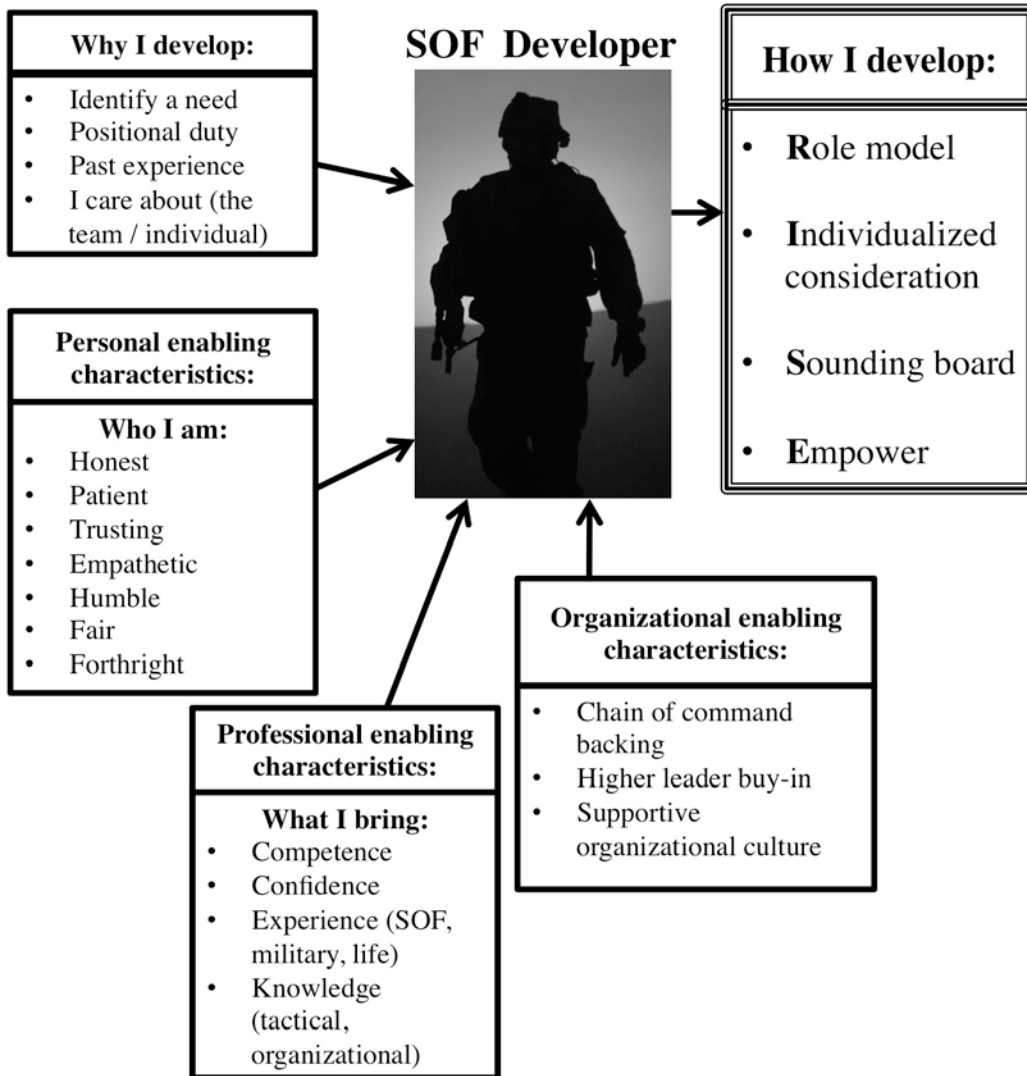 Why I develop:
• Identify a need
• Positional duty
• Past experience
• I care about (the
team / individual)
SOF Developer
How I develop:
• Role model
• Individualized
consideration
• Sounding board
• Empower
Personal enabling
characteristics:
Who I am:
• Honest
• Patient
• Trusting
• Empathetic
• Humble
• Fair
• Forthright
Professional enabling
characteristics:
What I bring:
• Competence
• Confidence
• Experience (SOF,
military, life)
• Knowledge
(tactical,
organizational)
Organizational enabling
characteristics:
• Chain of command
backing
• Higher leader buy-in
• Supportive
organizational culture